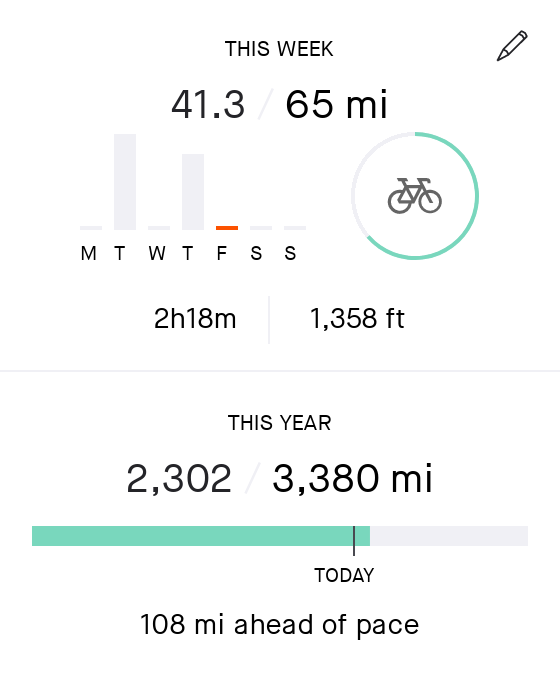 THIS WEEK
41.3 / 65 mi
M T W T F S S
2h18m 1,358 ft
THIS YEAR
2,302 / 3,380 mi
TODAY
108 mi ahead of pace